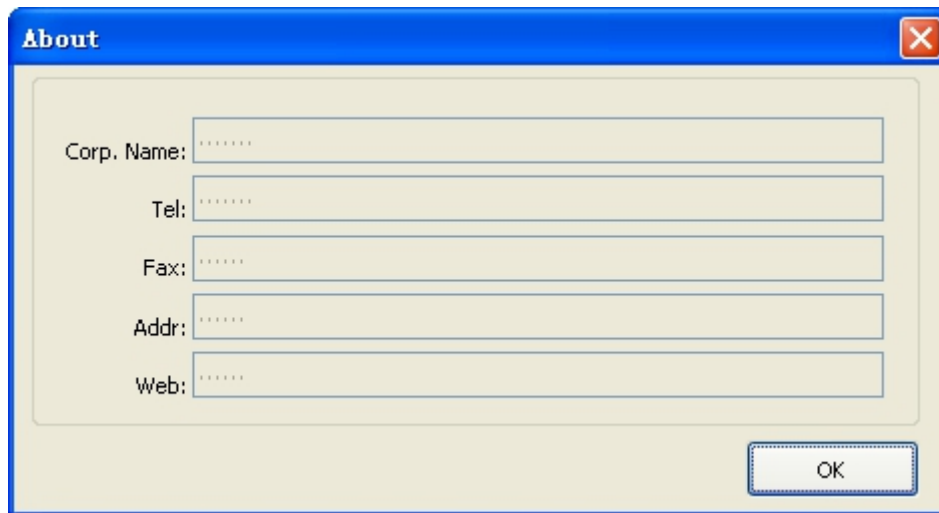 About
Corp. Name: .......
Tel: .......
Fax: ......
Addr: ......
Web: ......
OK